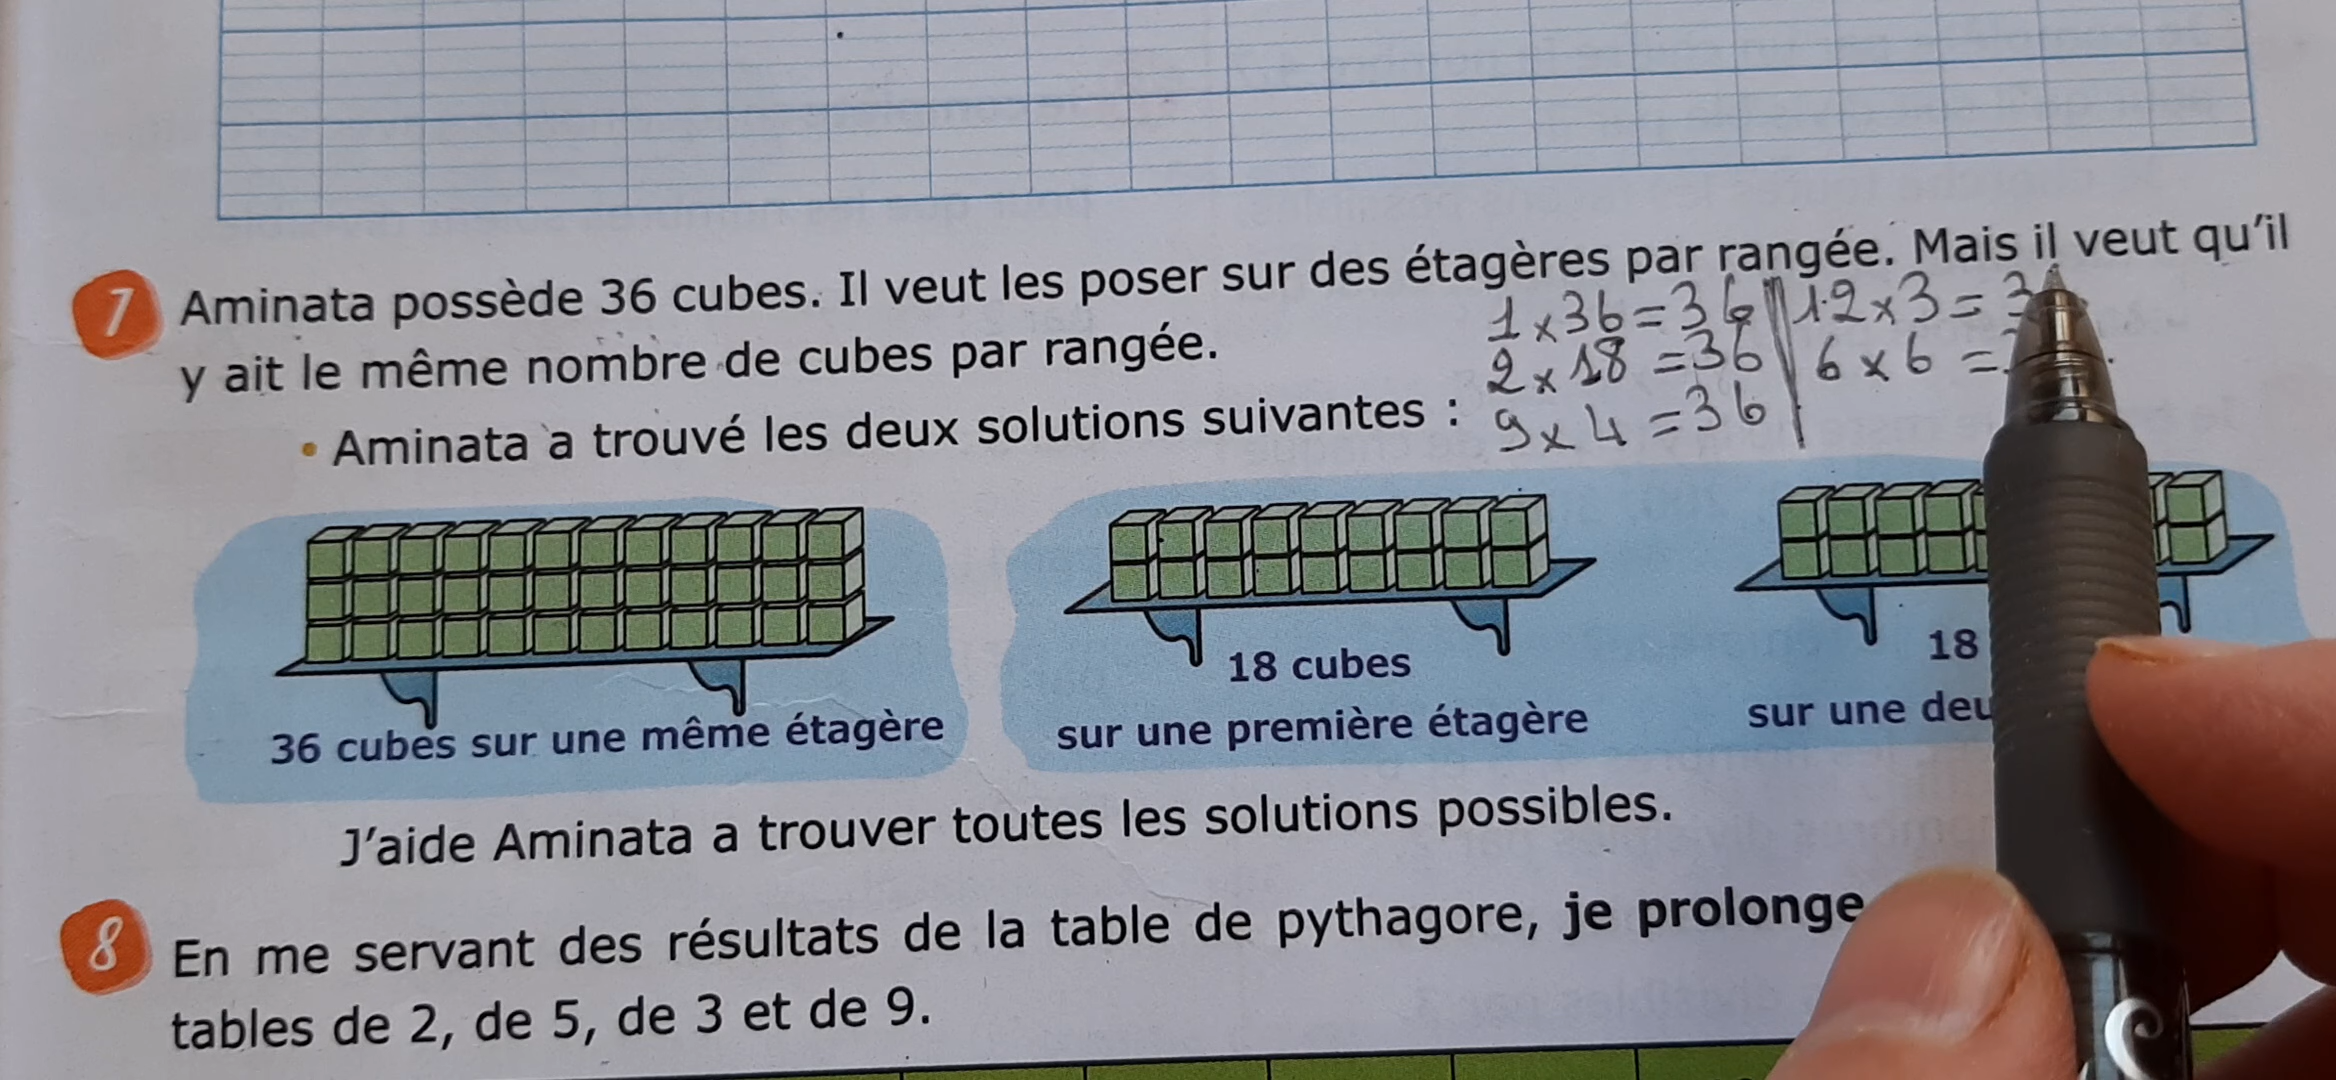 7 Aminata possède 36 cubes. Il veut les poser sur des étagères par rangée. Mais il veut qu'il
y ait le même nombre de cubes par rangée.
1 x 36 = 36 || 12 x 3 = 3
2 x 18 = 36 | 6 x 6 =
9 x 4 = 36
• Aminata a trouvé les deux solutions suivantes :
36 cubes sur une même étagère
18 cubes
sur une première étagère
18
sur une
J'aide Aminata a trouver toutes les solutions possibles.
8 En me servant des résultats de la table de pythagore, je prolonge
tables de 2, de 5, de 3 et de 9.